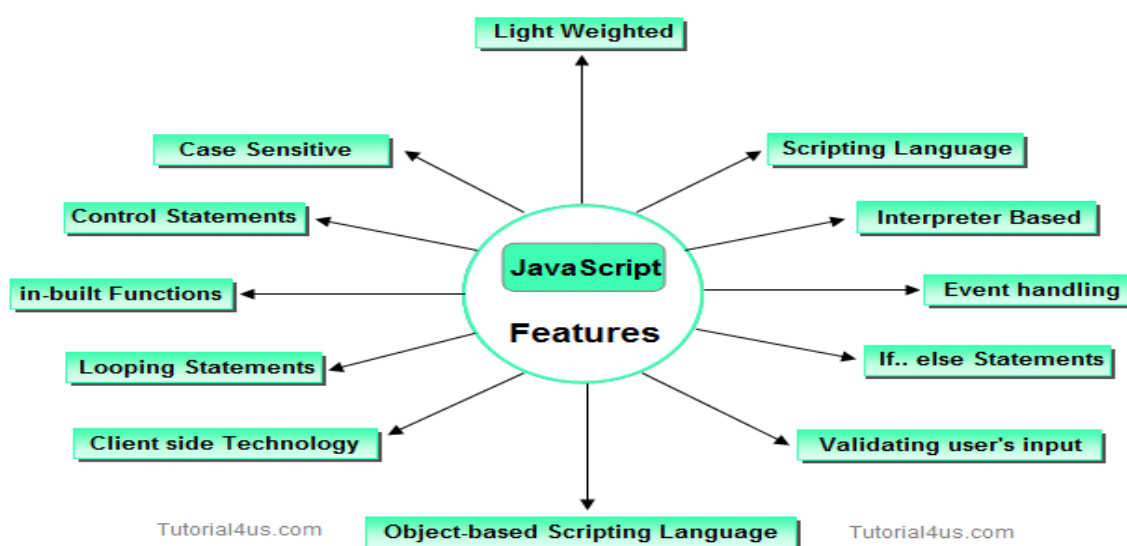 Light Weighted
Case Sensitive
Scripting Language
Control Statements
Interpreter Based
JavaScript
Features
in-built Functions
Event handling
Looping Statements
If.. else Statements
Client side Technology
Validating user's input
Tutorial4us.com
Object-based Scripting Language
Tutorial4us.com